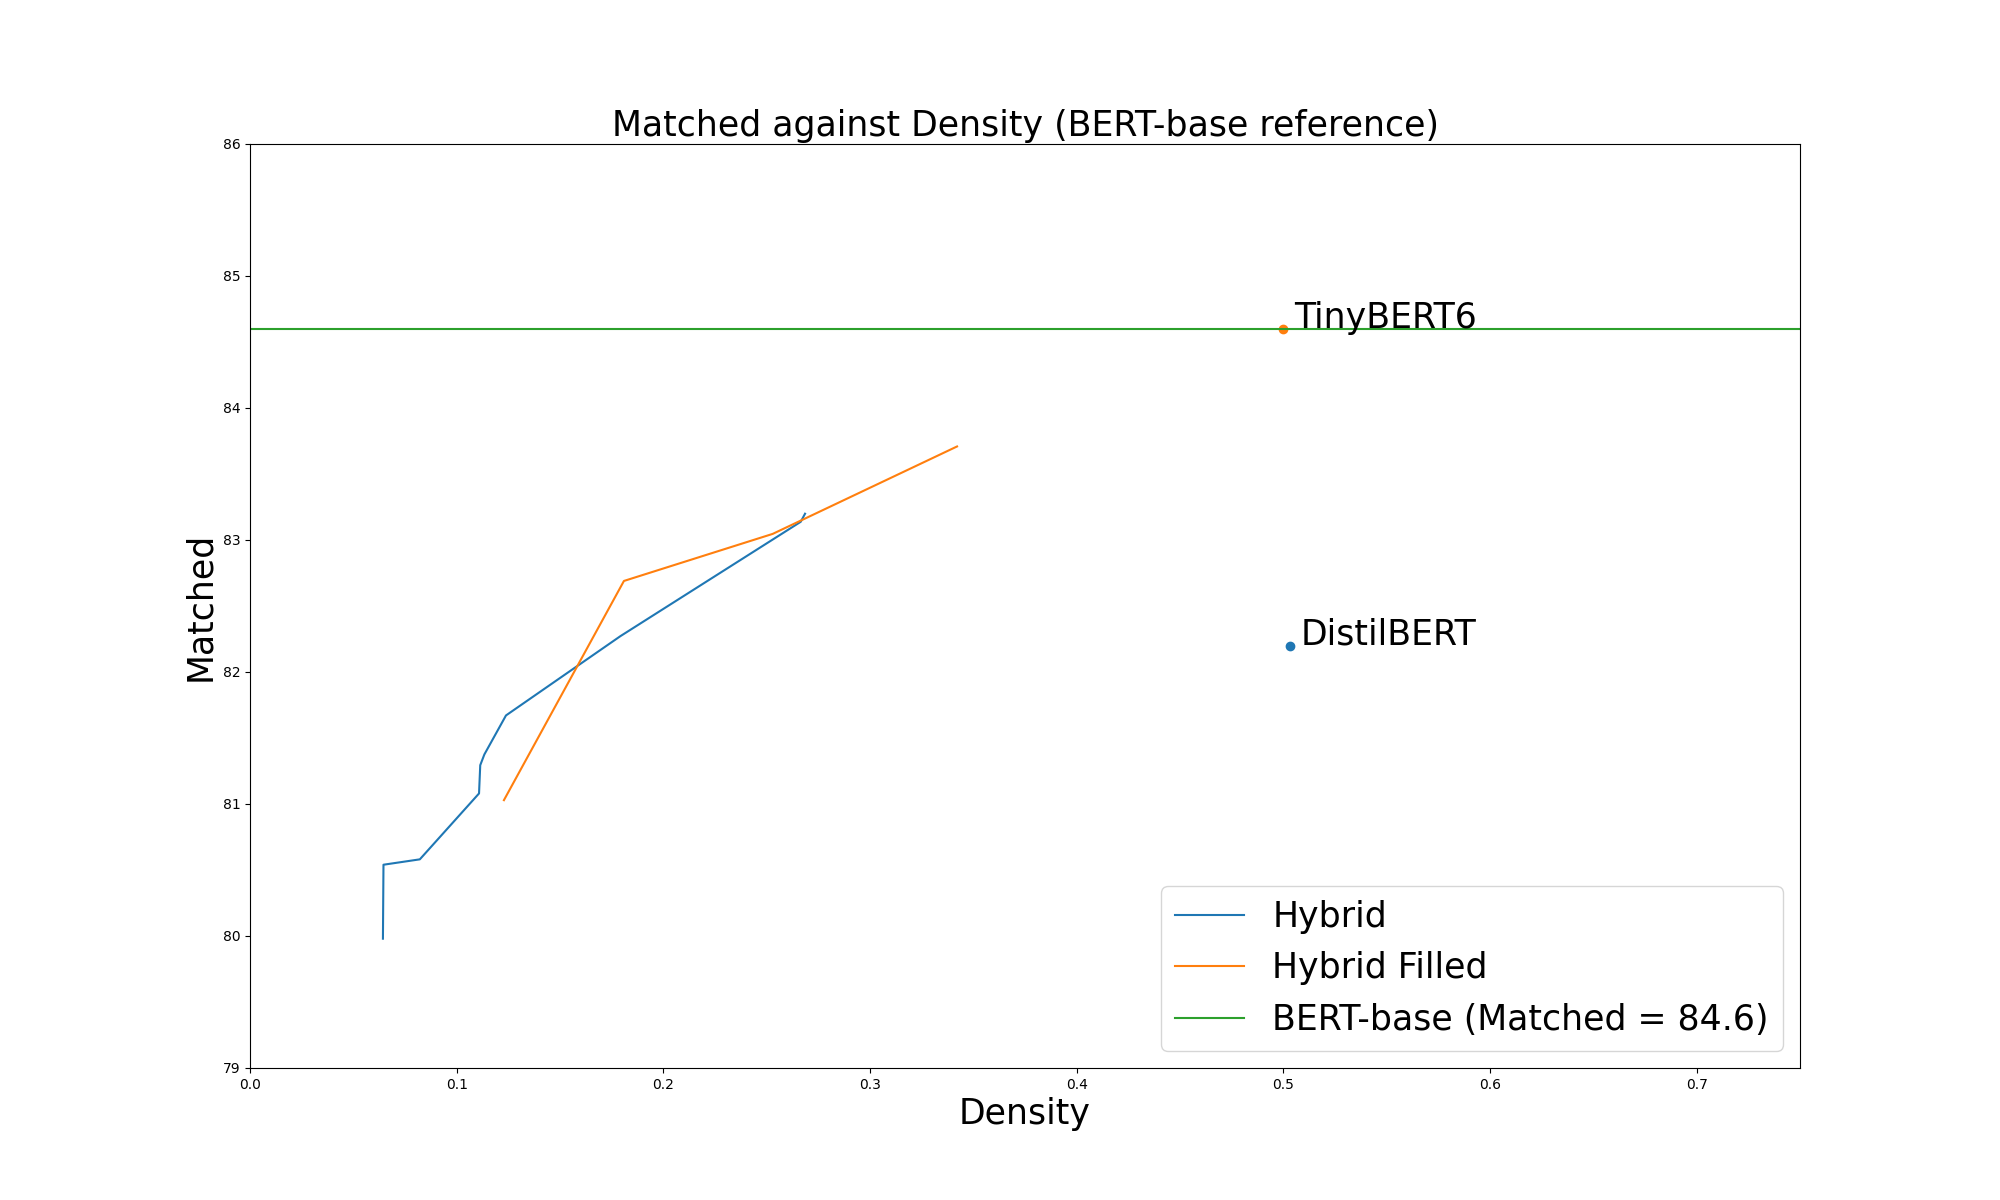 Matched against Density (BERT-base reference)
86
85
84
83
82
81
80
79
Matched
TinyBERT6
DistilBERT
Hybrid
Hybrid Filled
BERT-base (Matched = 84.6)
0.0 0.1 0.2 0.3 0.4 0.5 0.6 0.7
Density